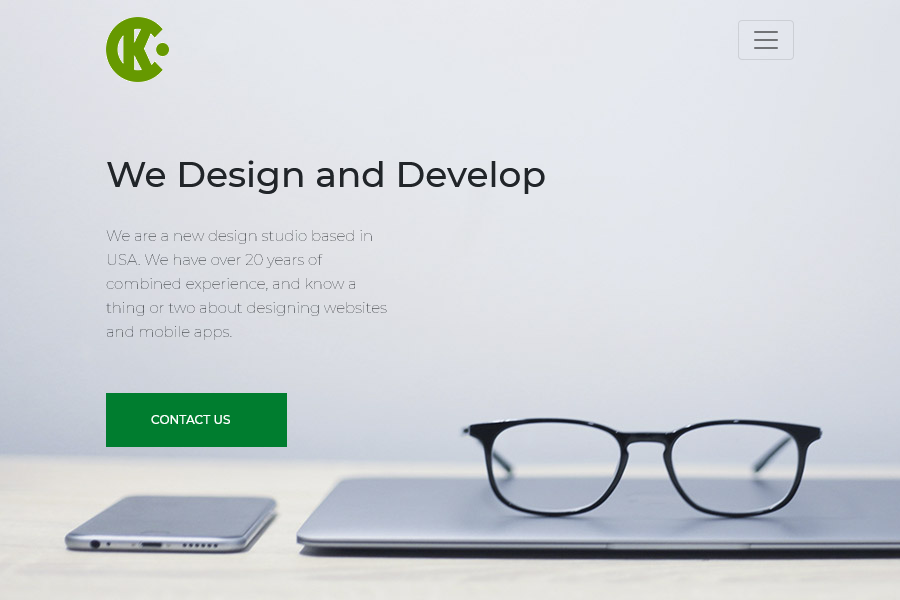 CK
We Design and Develop
We are a new design studio based in
USA. We have over 20 years of
combined experience, and know a
thing or two about designing websites
and mobile apps.
CONTACT US